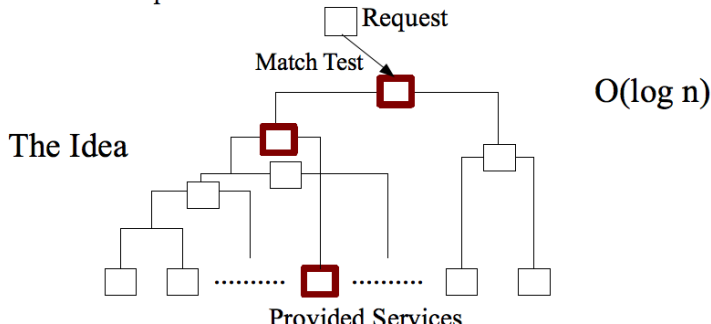 Request
Match Test
O(log n)
The Idea
Provided Services